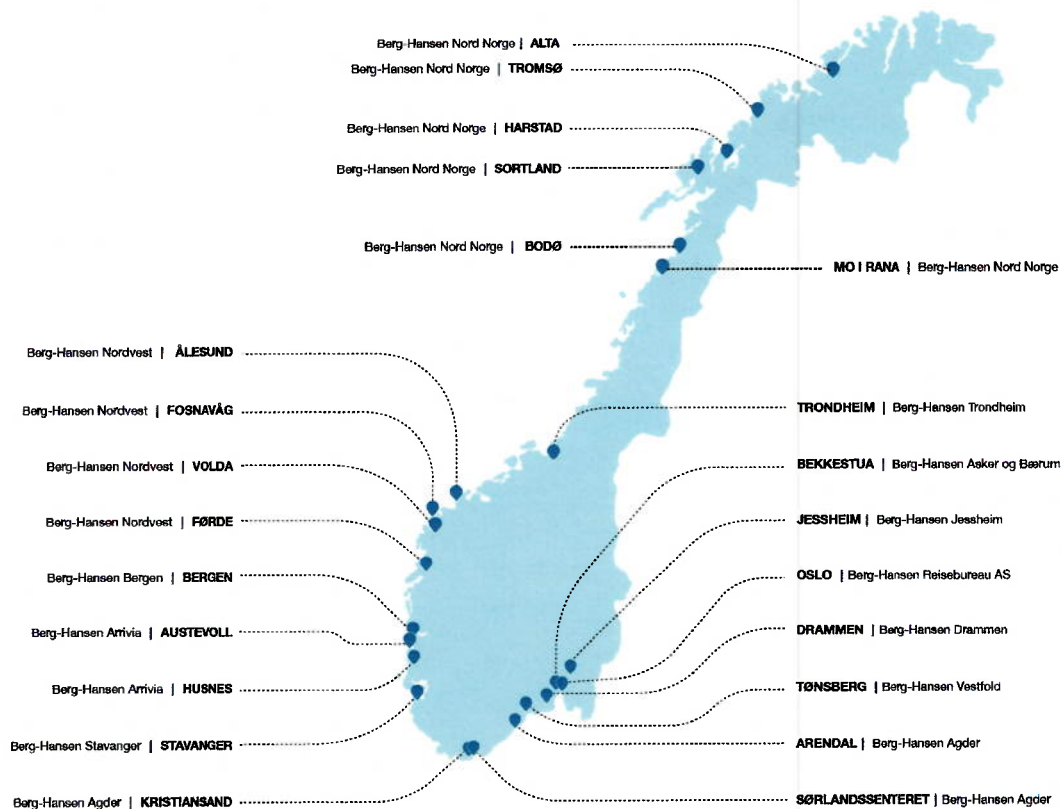 Berg-Hansen Nord Norge | ALTA
Berg-Hansen Nord Norge | TROMSØ
Berg-Hansen Nord Norge | HARSTAD
Berg-Hansen Nord Norge | SORTLAND
Berg-Hansen Nord Norge | BODØ
MO I RANA | Berg-Hansen Nord Norge
Berg-Hansen Nordvest | ÅLESUND
Berg-Hansen Nordvest | FOSNAVÅG
Berg-Hansen Nordvest | VOLDA
Berg-Hansen Nordvest | FØRDE
Berg-Hansen Bergen | BERGEN
Berg-Hansen Arrivia | AUSTEVOLL
Berg-Hansen Arrivia | HUSNES
Berg-Hansen Stavanger | STAVANGER
Berg-Hansen Agder | KRISTIANSAND
TRONDHEIM | Berg-Hansen Trondheim
BEKKESTUA | Berg-Hansen Asker og Bærum
JESSHEIM | Berg-Hansen Jessheim
OSLO | Berg-Hansen Reisebureau AS
DRAMMEN | Berg-Hansen Drammen
TØNSBERG | Berg-Hansen Vestfold
ARENDAL | Berg-Hansen Agder
SØRLANDSSENTERET | Berg-Hansen Agder